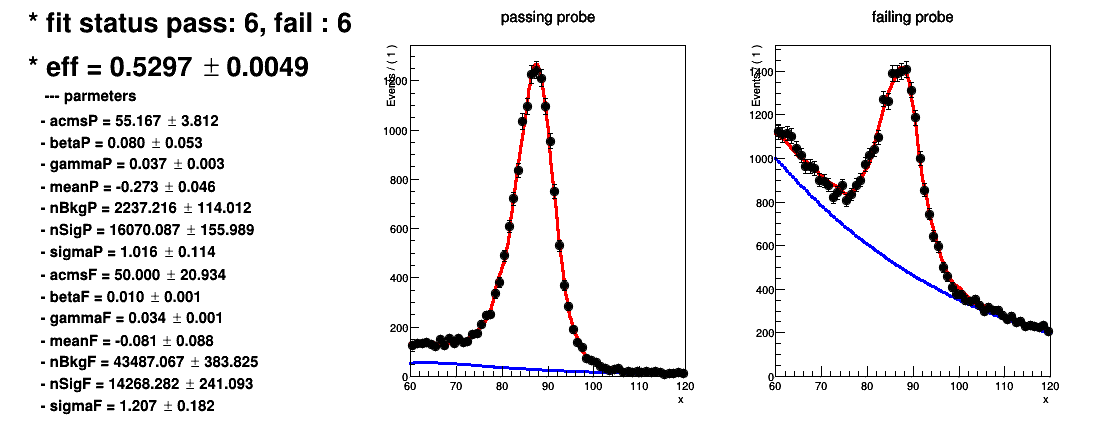 * fit status pass: 6, fail : 6
* eff = 0.5297 ± 0.0049
--- parmeters
- acmsP = 55.167 ± 3.812
- betaP = 0.080 ± 0.053
- gammaP = 0.037 ± 0.003
- meanP = -0.273 ± 0.046
- nBkgP = 2237.216 ± 114.012
- nSigP = 16070.087 ± 155.989
- sigmaP = 1.016 ± 0.114
- acmsF = 50.000 ± 20.934
- betaF = 0.010 ± 0.001
- gammaF = 0.034 ± 0.001
- meanF = -0.081 ± 0.088
- nBkgF = 43487.067 ± 383.825
- nSigF = 14268.282 ± 241.093
- sigmaF = 1.207 ± 0.182
passing probe
Events / ( 1 )
1200
1000
800
600
400
200
0
60 70 80 90 100 110 120
x
failing probe
Events / ( 1 )
1400
1200
1000
800
600
400
200
0
60 70 80 90 100 110 120
x